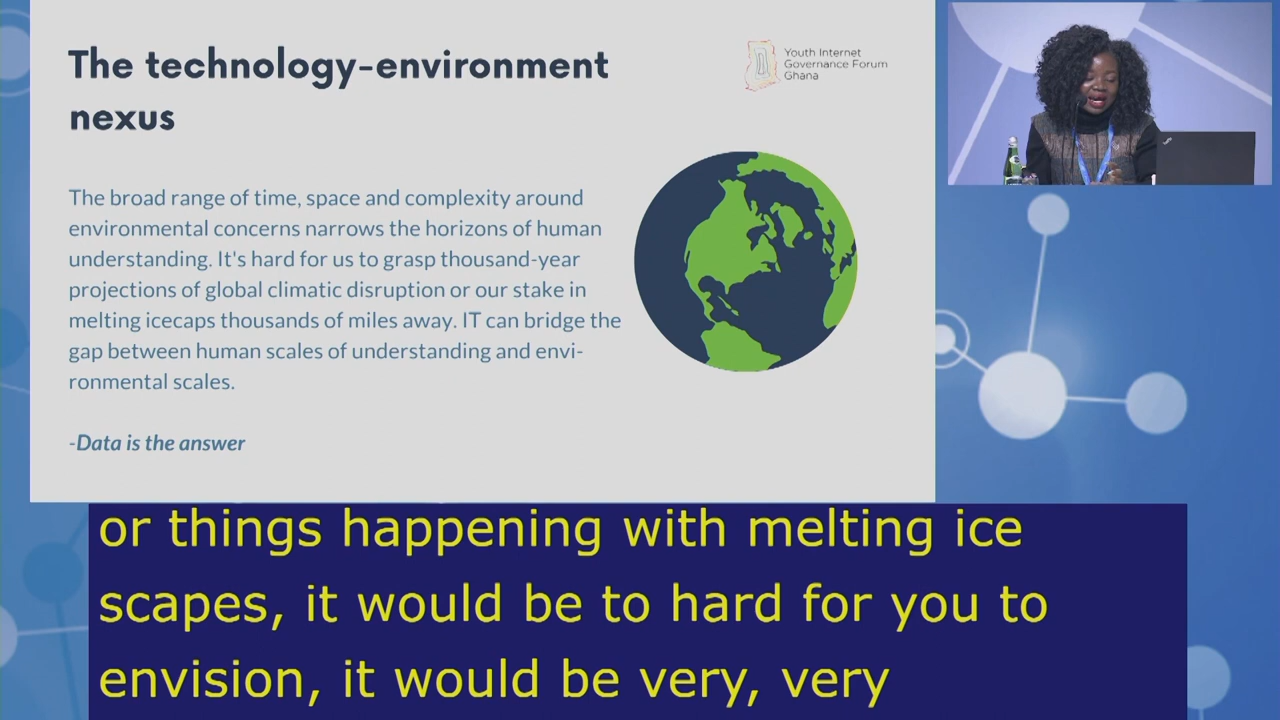 The technology-environment
nexus
Youth Internet
Governance Forum
Ghana
The broad range of time, space and complexity around
environmental concerns narrows the horizons of human
understanding. It's hard for us to grasp thousand-year
projections of global climatic disruption or our stake in
melting icecaps thousands of miles away. IT can bridge the
gap between human scales of understanding and envi-
ronmental scales.
-Data is the answer
or things happening with melting ice
scapes, it would be to hard for you to
envision, it would be very, very